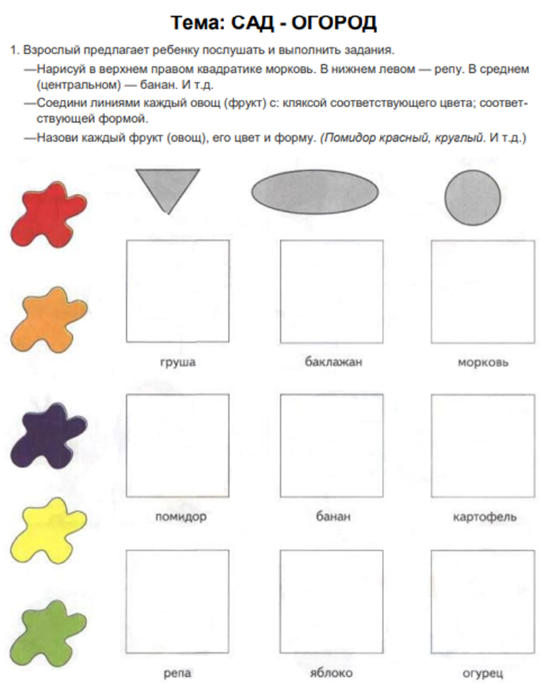 Тема: САД - ОГОРОД
1. Взрослый предлагает ребенку послушать и выполнить задания.
—Нарисуй в верхнем правом квадратике морковь. В нижнем левом — репу. В среднем
(центральном) — банан. И т.д.
—Соедини линиями каждый овощ (фрукт) с: кляксой соответствующего цвета; соответ-
ствующей формой.
—Назови каждый фрукт (овощ), его цвет и форму. (Помидор красный, круглый. И т.д.)
груша баклажан морковь
помидор банан картофель
репа яблоко огурец